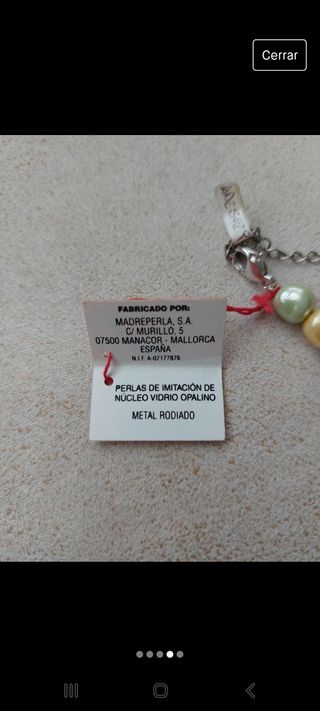 Cerrar
FABRICADO POR:
MADREPERLA, S.A.
C/ MURILLO, 5
07500 MANACOR - MALLORCA
ESPAÑA
N.I.F. A-07177876
PERLAS DE IMITACIÓN DE
NÚCLEO VIDRIO OPALINO
METAL RODIADO